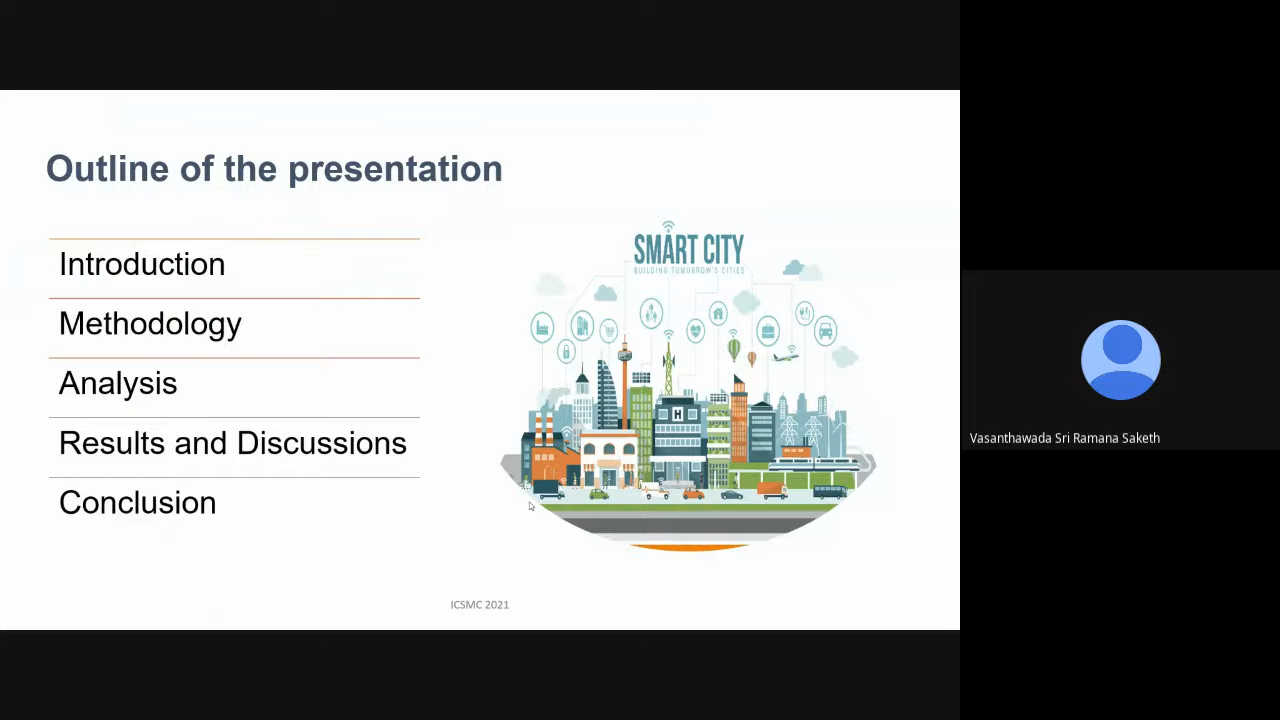 Outline of the presentation
Introduction
Methodology
Analysis
Results and Discussions
Conclusion
SMART CITY
BUILDING TOMORROW'S CITIES
H
ICSMC 2021
Vasanthawada Sri Ramana Saketh